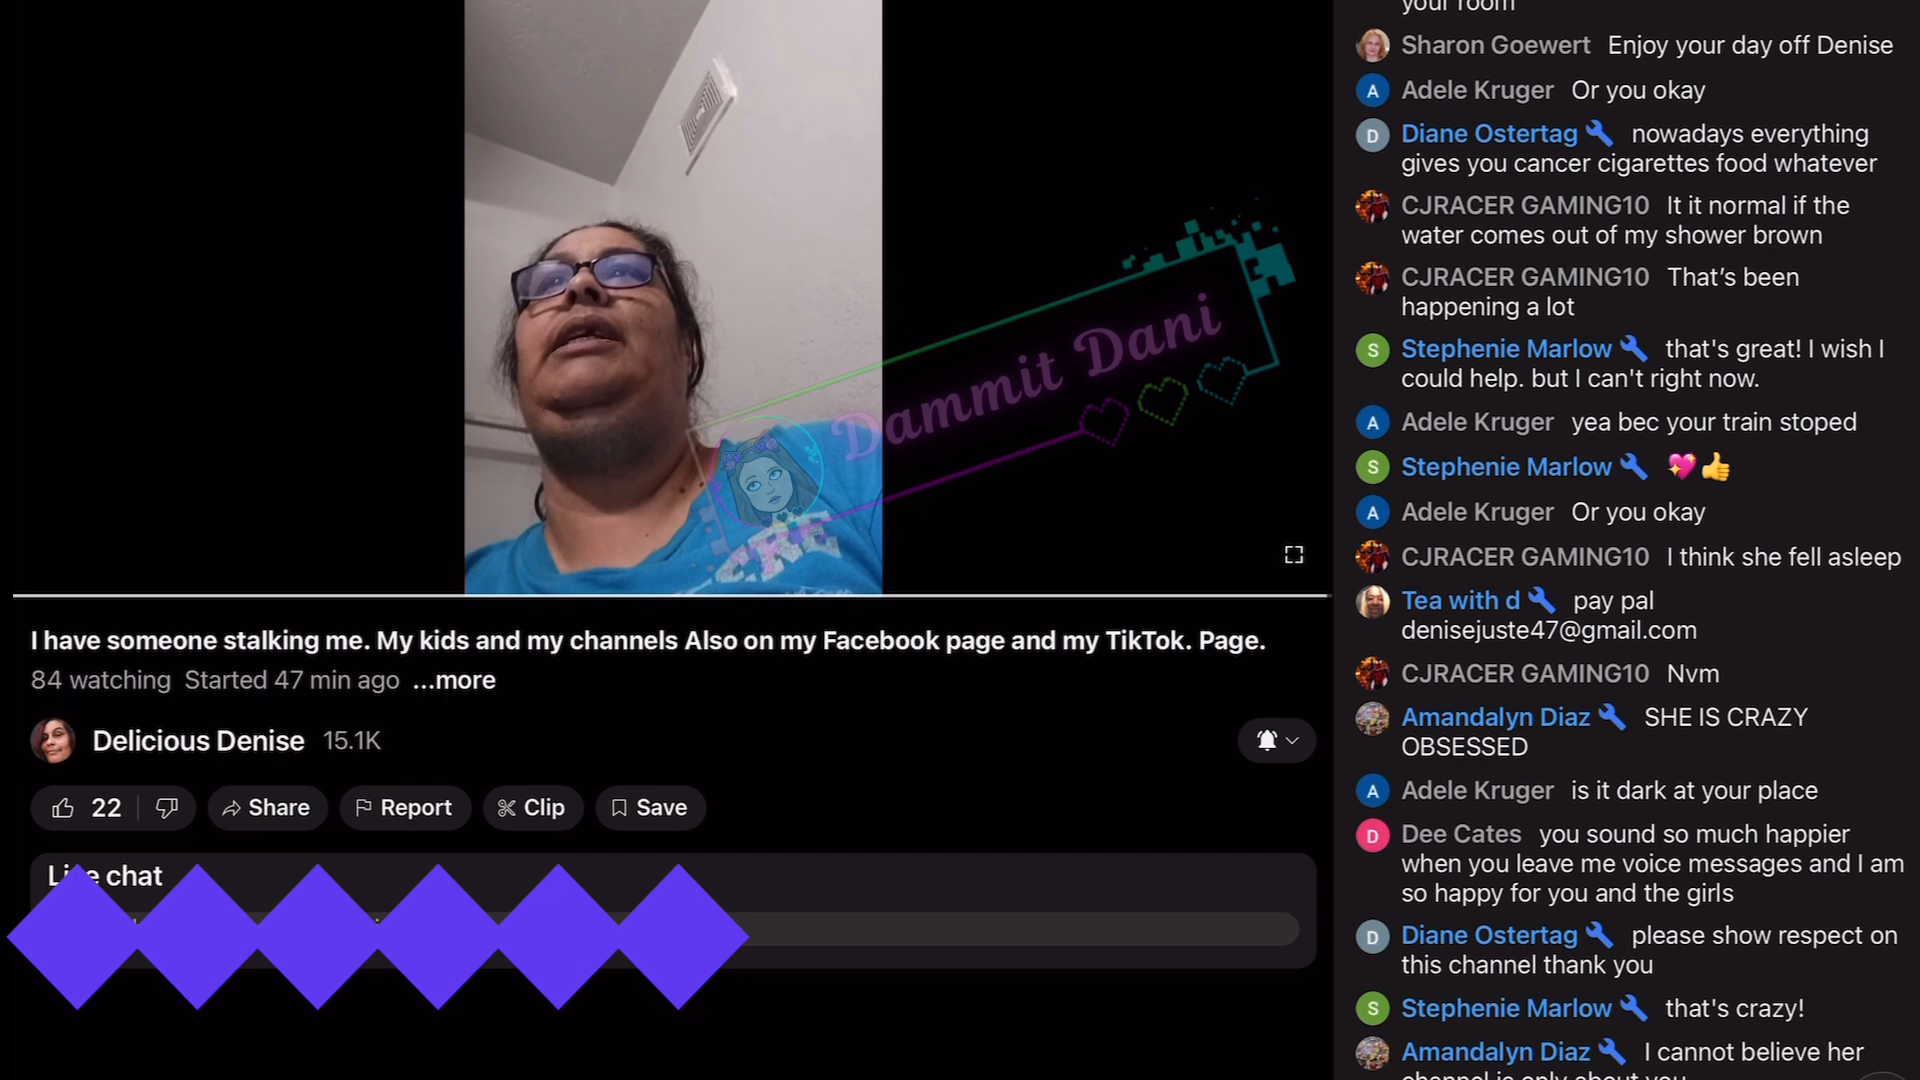 Dammit Dani
I have someone stalking me. My kids and my channels Also on my Facebook page and my TikTok. Page.
84 watching Started 47 min ago ...more
Delicious Denise 15.1K
22 Share Report Clip Save
chat
your room
Sharon Goewert Enjoy your day off Denise
A Adele Kruger Or you okay
D Diane Ostertag nowadays everything
gives you cancer cigarettes food whatever
CJRACER GAMING10 It it normal if the
water comes out of my shower brown
CJRACER GAMING10 That’s been
happening a lot
S Stephenie Marlow that's great! I wish I
could help. but I can't right now.
A Adele Kruger yea bec your train stoped
S Stephenie Marlow 💖👍
A Adele Kruger Or you okay
CJRACER GAMING10 I think she fell asleep
Tea with d pay pal
denisejuste47@gmail.com
CJRACER GAMING10 Nvm
Amandalyn Diaz SHE IS CRAZY
OBSESSED
A Adele Kruger is it dark at your place
D Dee Cates you sound so much happier
when you leave me voice messages and I am
so happy for you and the girls
D Diane Ostertag please show respect on
this channel thank you
S Stephenie Marlow that's crazy!
Amandalyn Diaz I cannot believe her
channel is only about you